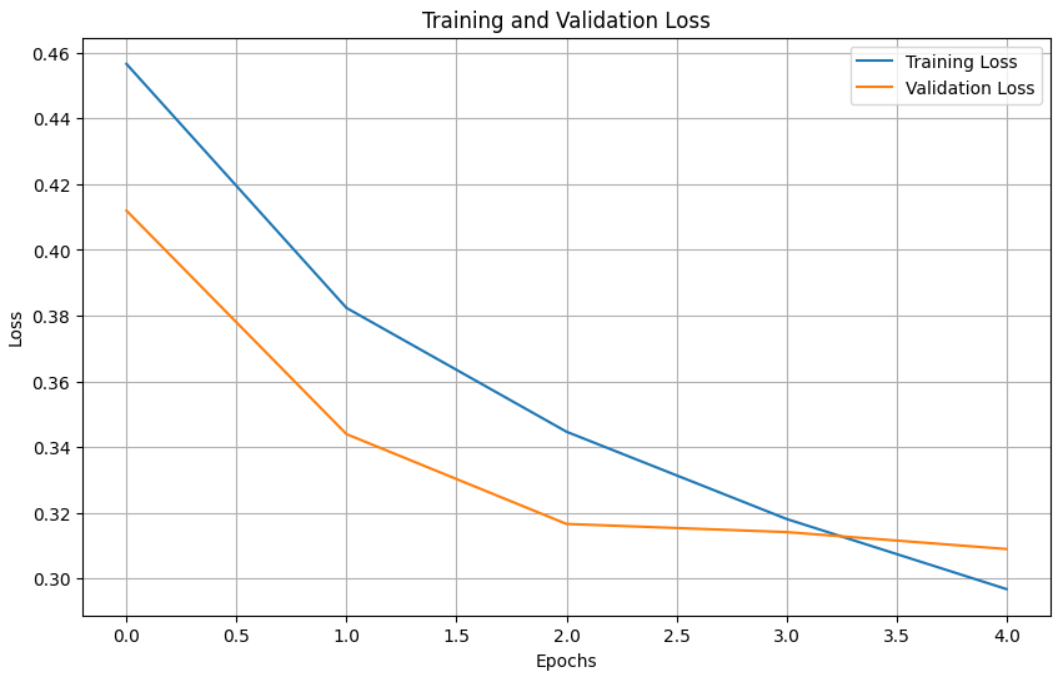 Training and Validation Loss
Training Loss
Validation Loss
0.46
0.44
0.42
0.40
0.38
0.36
0.34
0.32
0.30
Loss
0.0 0.5 1.0 1.5 2.0 2.5 3.0 3.5 4.0
Epochs